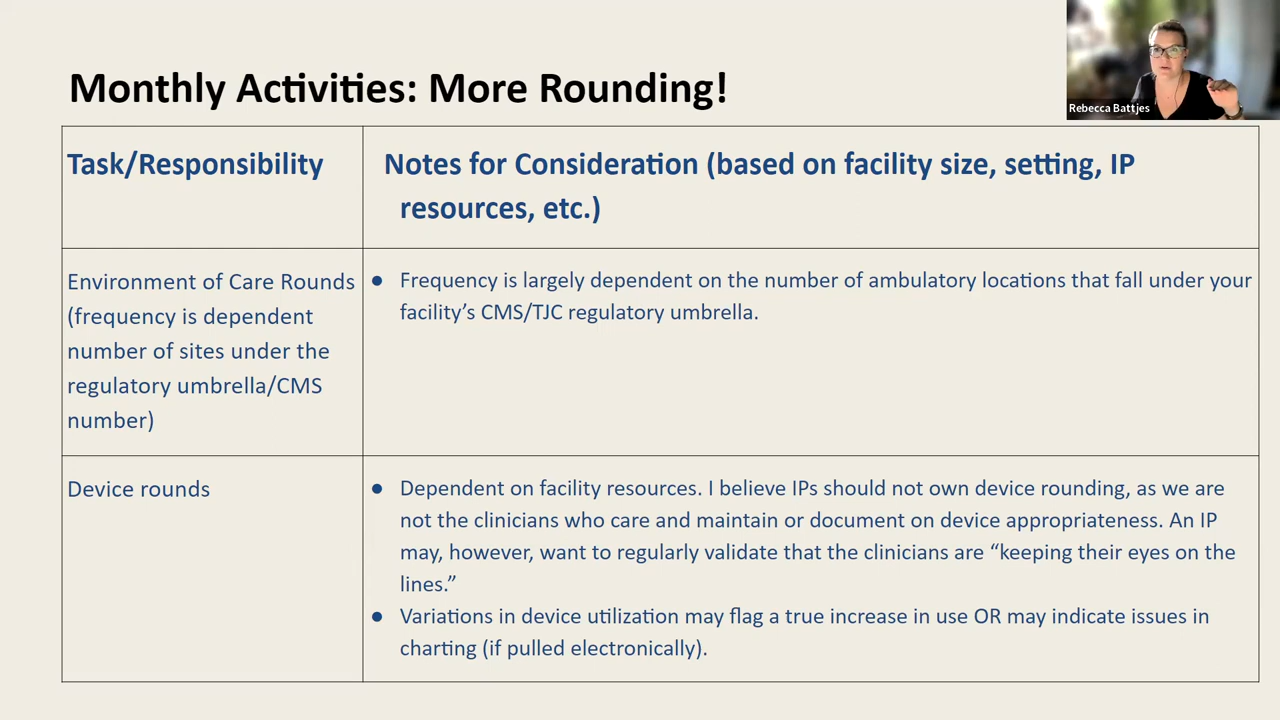 Monthly Activities: More Rounding!
Rebecca Battjes
Task/Responsibility
Notes for Consideration (based on facility size, setting, IP
resources, etc.)
Environment of Care Rounds
(frequency is dependent
number of sites under the
regulatory umbrella/CMS
number)
● Frequency is largely dependent on the number of ambulatory locations that fall under your
facility’s CMS/TJC regulatory umbrella.
Device rounds
● Dependent on facility resources. I believe IPs should not own device rounding, as we are
not the clinicians who care and maintain or document on device appropriateness. An IP
may, however, want to regularly validate that the clinicians are “keeping their eyes on the
lines.”
● Variations in device utilization may flag a true increase in use OR may indicate issues in
charting (if pulled electronically).